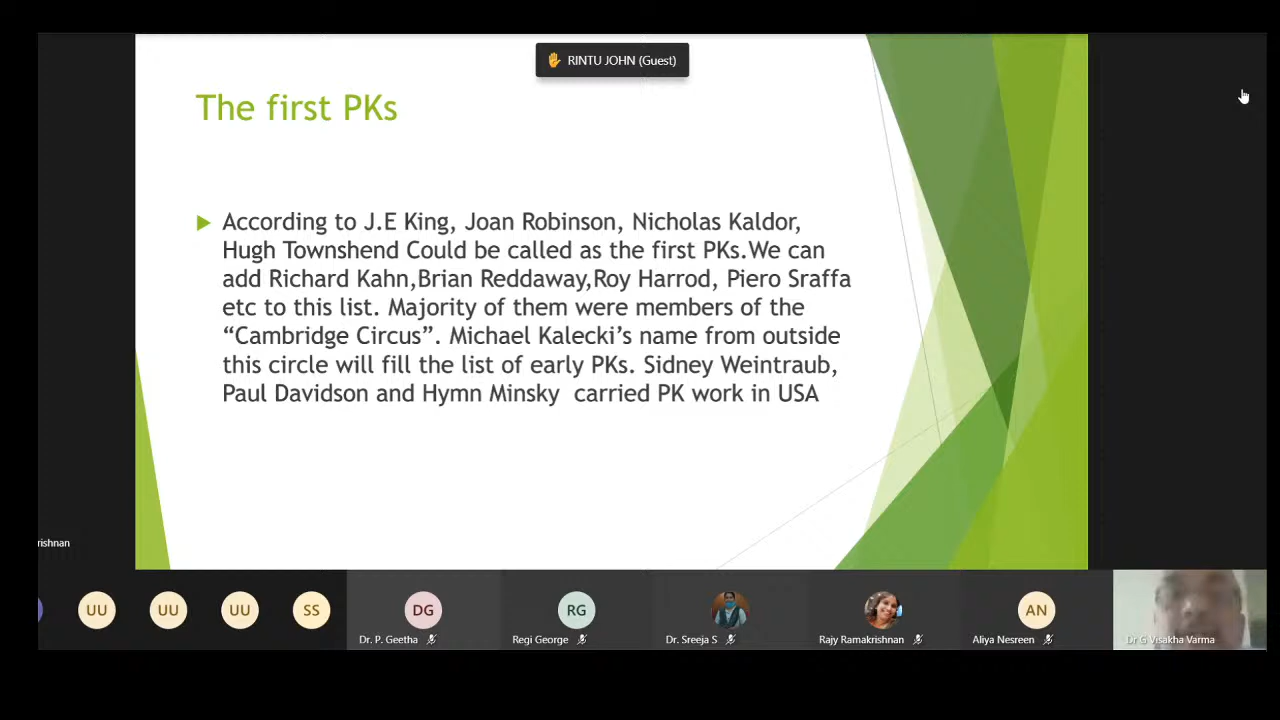 RINTU JOHN (Guest)
The first PKs
According to J.E King, Joan Robinson, Nicholas Kaldor,
Hugh Townshend Could be called as the first PKs.We can
add Richard Kahn,Brian Reddaway,Roy Harrod, Piero Sraffa
etc to this list. Majority of them were members of the
“Cambridge Circus”. Michael Kalecki’s name from outside
this circle will fill the list of early PKs. Sidney Weintraub,
Paul Davidson and Hymn Minsky carried PK work in USA
rishnan
UU UU UU SS DG RG AN
Dr. P. Geetha Regi George Dr. Sreeja S Rajy Ramakrishnan Aliya Nesreen Dr G Visakha Varma